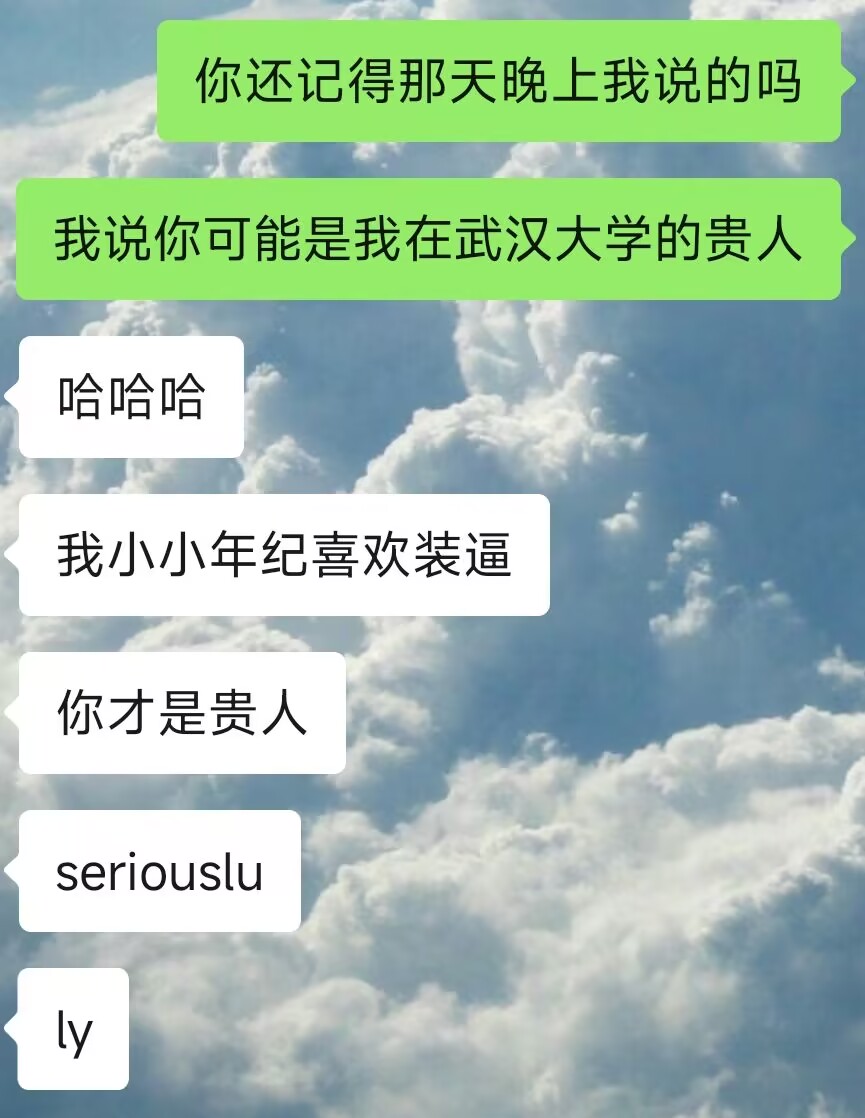 你还记得那天晚上我说的吗
我说你可能是我在武汉大学的贵人
哈哈哈
我小小年纪喜欢装逼
你才是贵人
seriouslu
ly